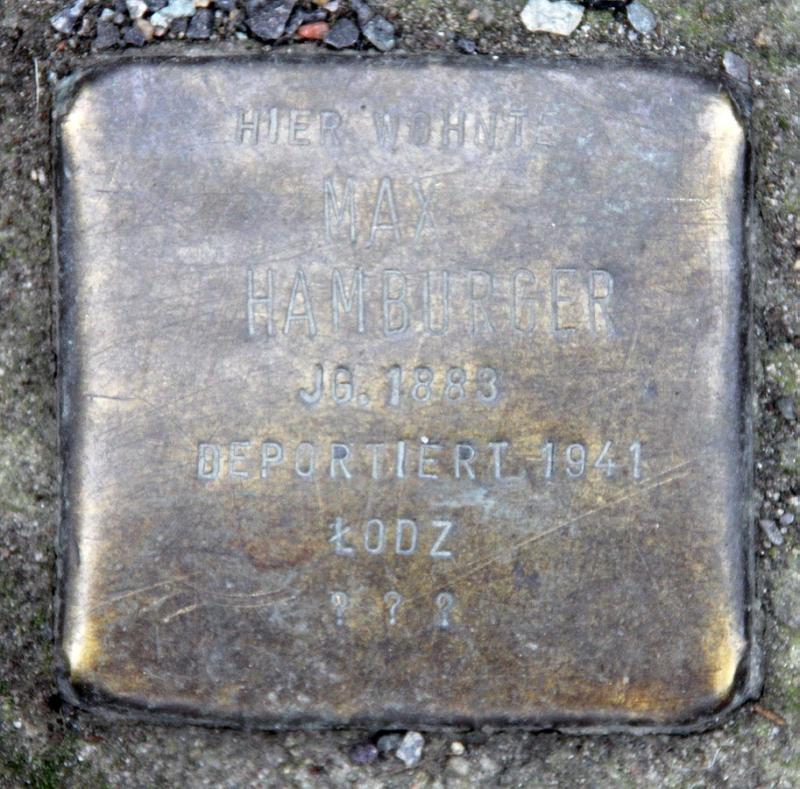 HIER WOHNTE
MAX
HAMBURGER
JG. 1883
DEPORTIERT 1941
ŁODZ
? ? ?